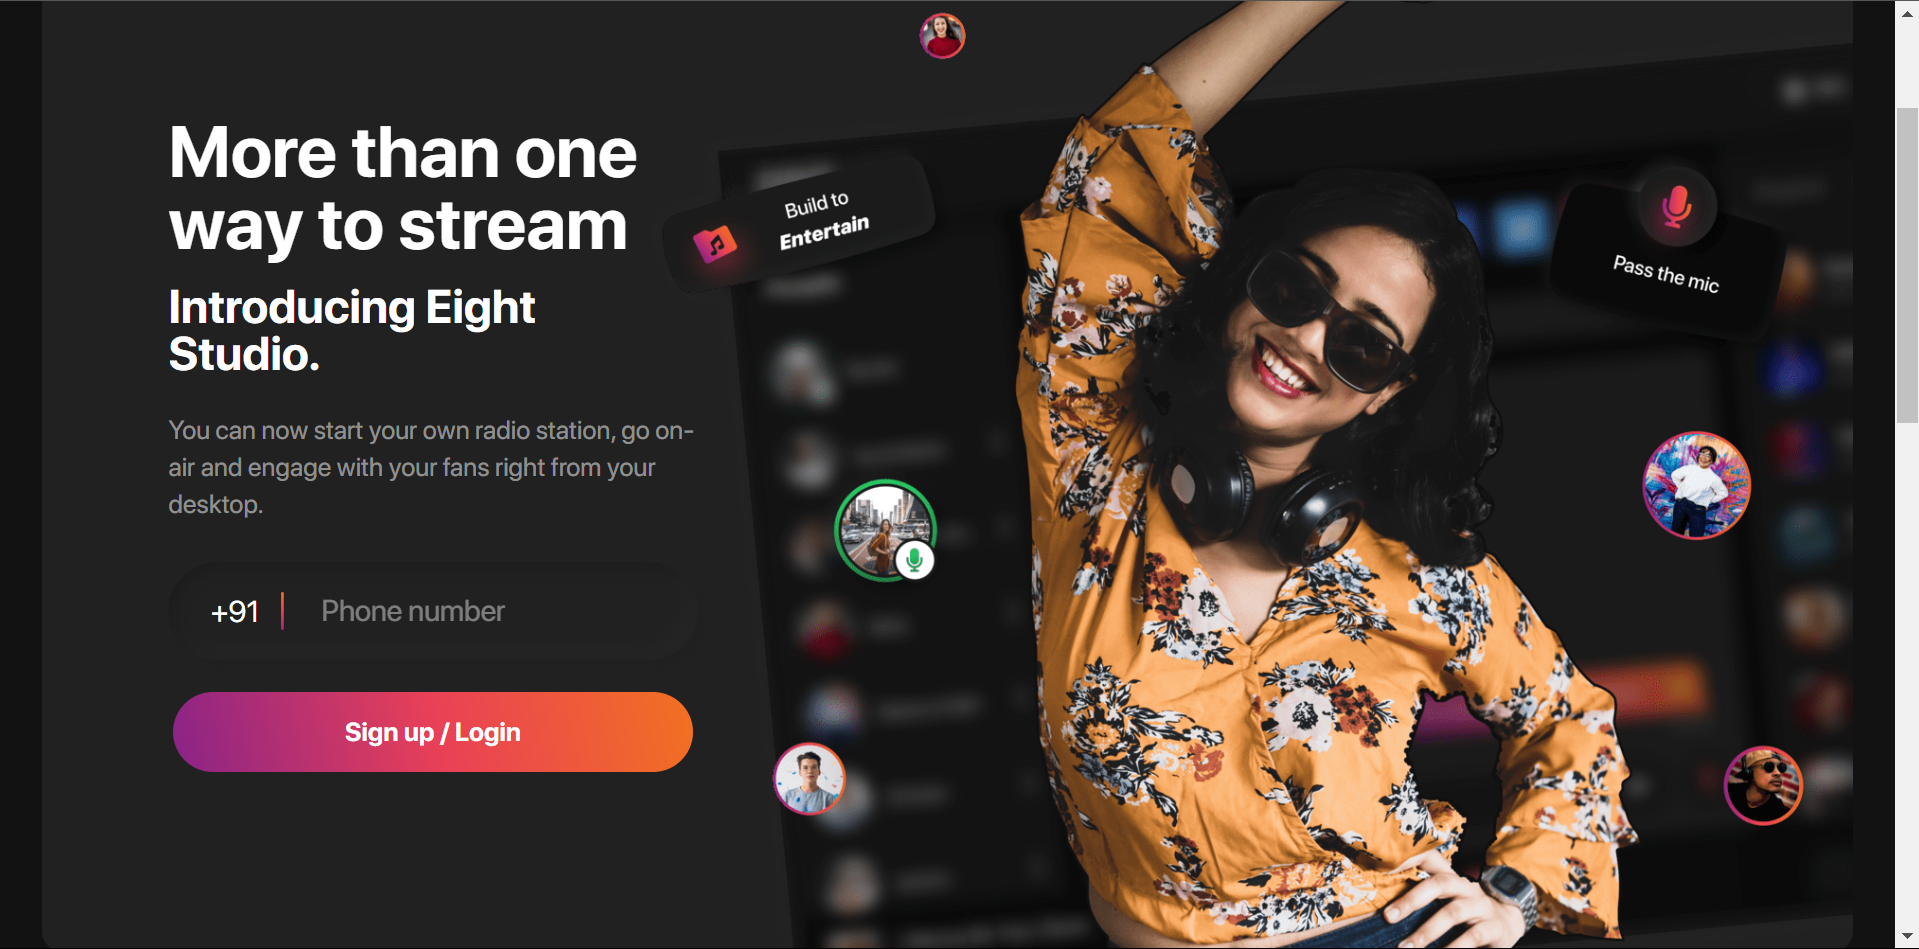 More than one
way to stream
Introducing Eight
Studio.
You can now start your own radio station, go on-
air and engage with your fans right from your
desktop.
+91
Phone number
Sign up / Login
Build to
Entertain
Pass the mic